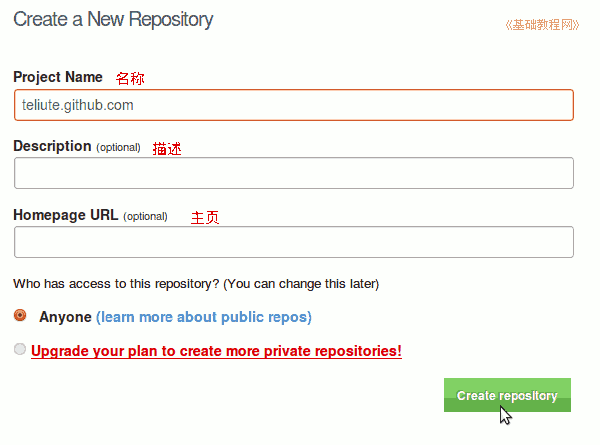 Create a New Repository
《基础教程网》
Project Name 名称
teliute.github.com
Description (optional) 描述
Homepage URL (optional) 主页
Who has access to this repository? (You can change this later)
Anyone (learn more about public repos)
Upgrade your plan to create more private repositories!
Create repository